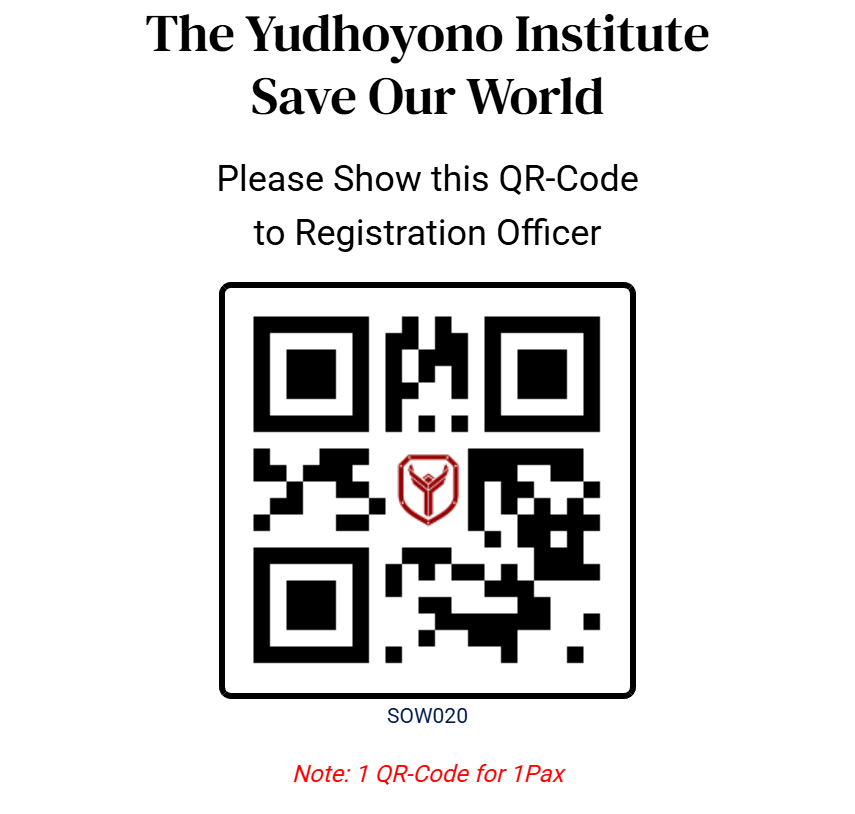 The Yudhoyono Institute
Save Our World
Please Show this QR-Code
to Registration Officer
SOW020
Note: 1 QR-Code for 1Pax